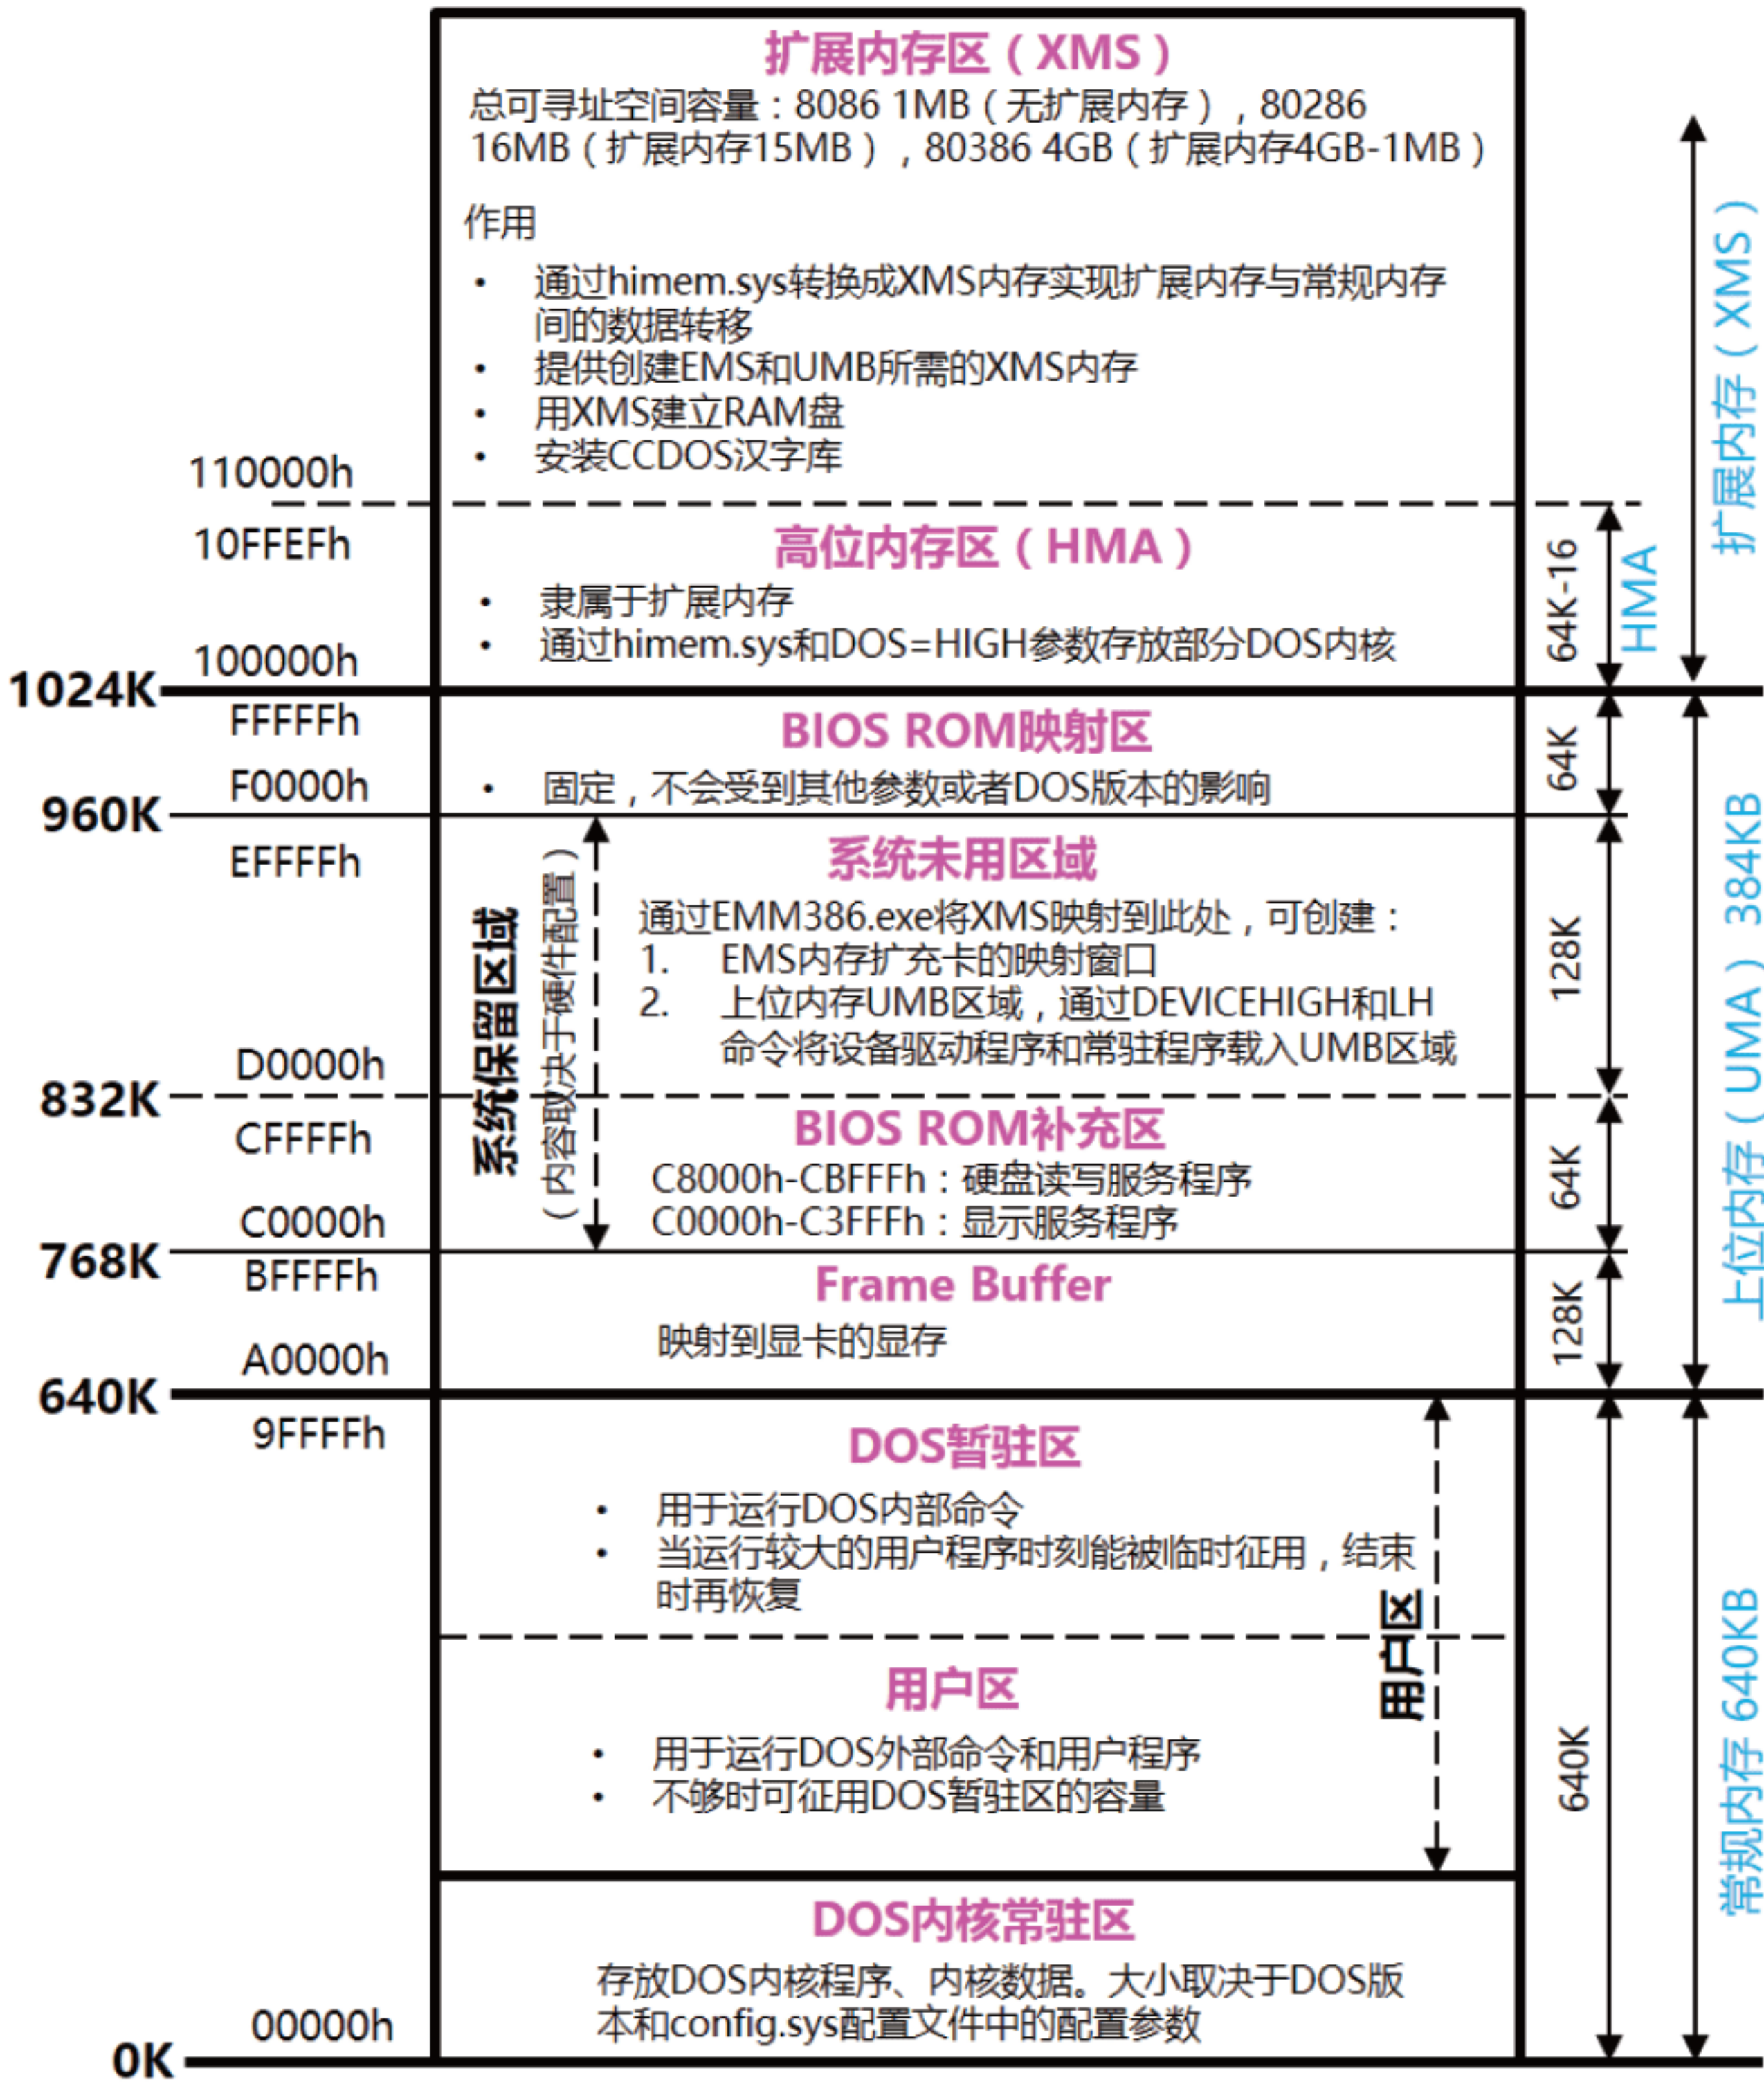 扩展内存区（XMS）
总可寻址空间容量：8086 1MB（无扩展内存），80286
16MB（扩展内存15MB），80386 4GB（扩展内存4GB-1MB）
作用
• 通过himem.sys转换成XMS内存实现扩展内存与常规内存
间的数据转移
• 提供创建EMS和UMB所需的XMS内存
• 用XMS建立RAM盘
• 安装CCDOS汉字库
扩展内存（XMS）
110000h
10FFEFh
高位内存区（HMA）
• 隶属于扩展内存
• 通过himem.sys和DOS=HIGH参数存放部分DOS内核
64K-16
HMA
100000h
1024K
FFFFFh
BIOS ROM映射区
F0000h
• 固定，不会受到其他参数或者DOS版本的影响
64K
960K
EFFFFh
系统保留区域
（内容取决于硬件配置）
系统未用区域
通过EMM386.exe将XMS映射到此处，可创建：
1. EMS内存扩充卡的映射窗口
2. 上位内存UMB区域，通过DEVICEHIGH和LH
命令将设备驱动程序和常驻程序载入UMB区域
128K
上位内存（UMA）384KB
D0000h
832K
CFFFFh
BIOS ROM补充区
C8000h-CBFFFh：硬盘读写服务程序
C0000h-C3FFFh：显示服务程序
64K
C0000h
768K
BFFFFh
Frame Buffer
映射到显卡的显存
128K
A0000h
640K
9FFFFh
DOS暂驻区
• 用于运行DOS内部命令
• 当运行较大的用户程序时刻能被临时征用，结束
时再恢复
用户区
用户区
• 用于运行DOS外部命令和用户程序
• 不够时可征用DOS暂驻区的容量
640K
常规内存 640KB
DOS内核常驻区
存放DOS内核程序、内核数据。大小取决于DOS版
本和config.sys配置文件中的配置参数
00000h
0K